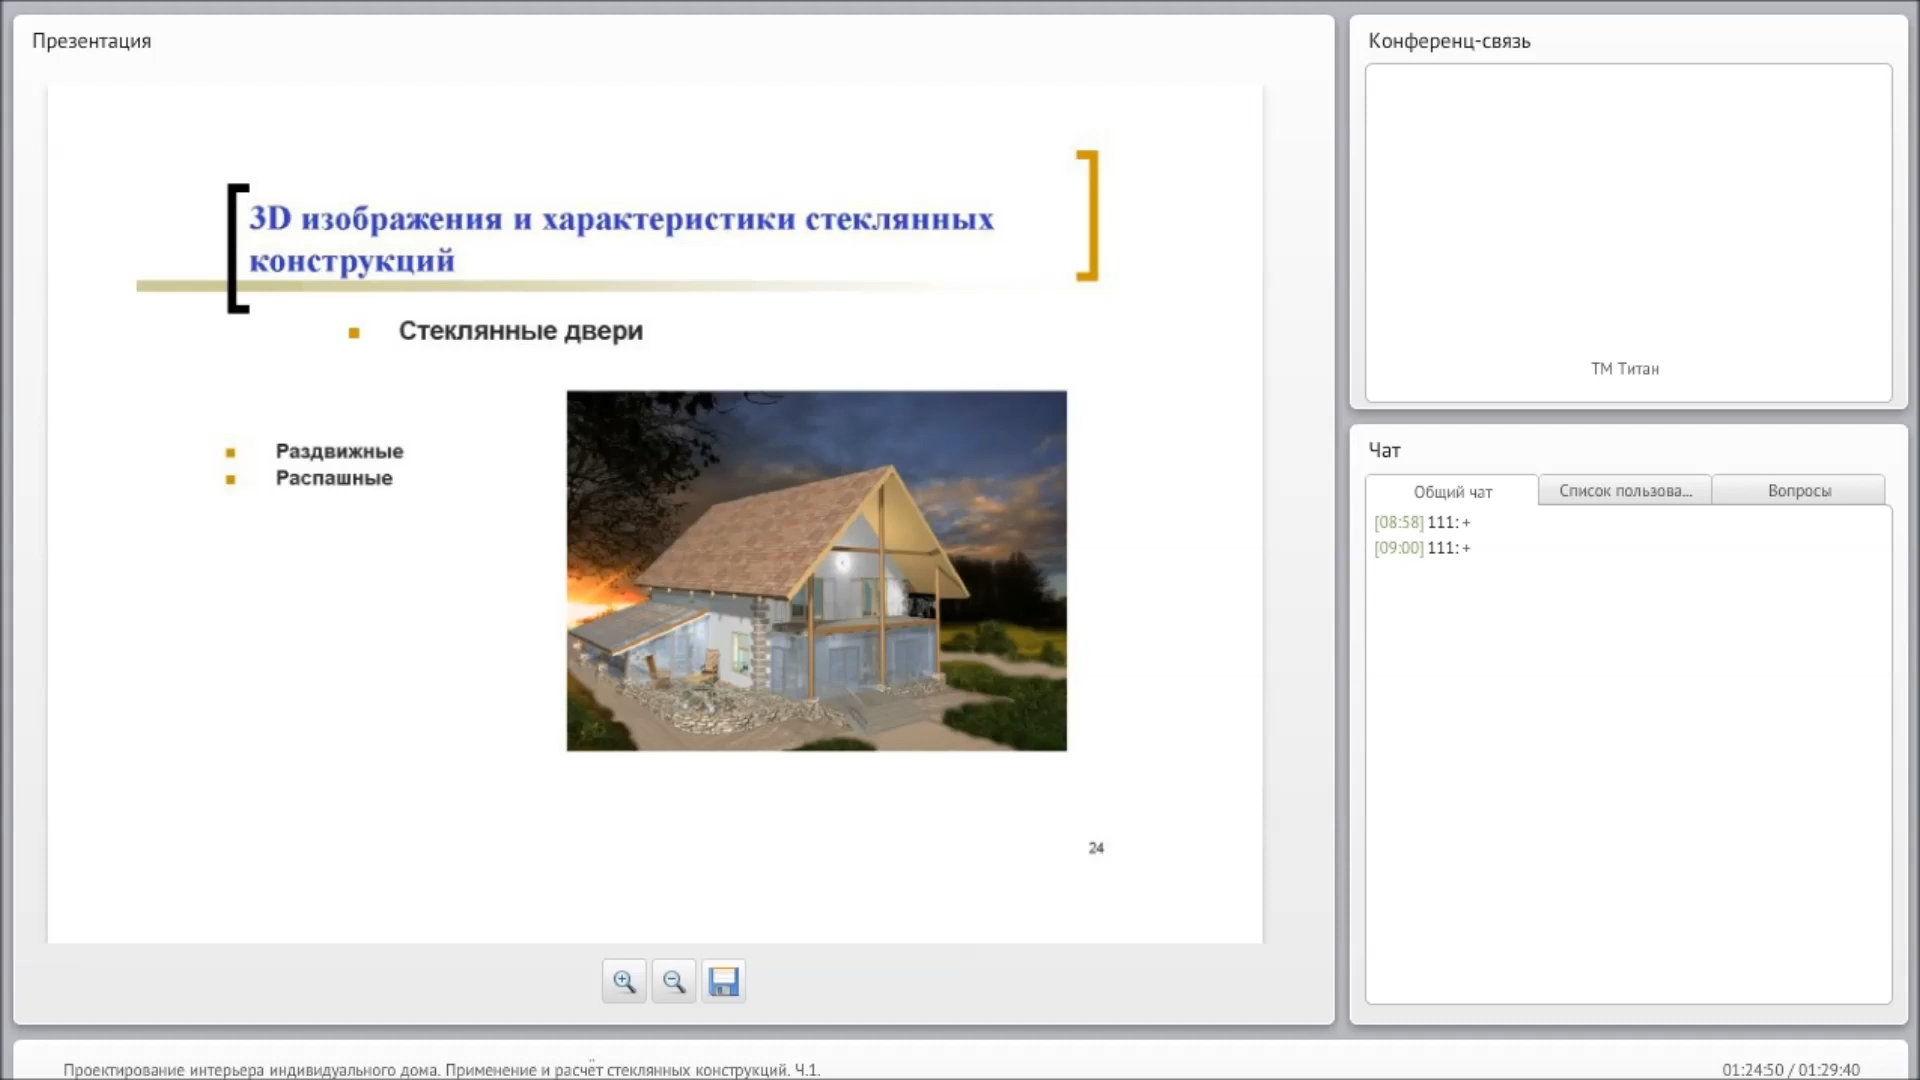 Презентация
3D изображения и характеристики стеклянных
конструкций
Стеклянные двери
Раздвижные
Распашные
24
Конференц-связь
ТМ Титан
Чат
Общий чат
Список пользова...
Вопросы
[08:58] 111: +
[09:00] 111: +
Проектирование интерьера индивидуального дома. Применение и расчёт стеклянных конструкций. Ч.1.
01:24:50 / 01:29:40